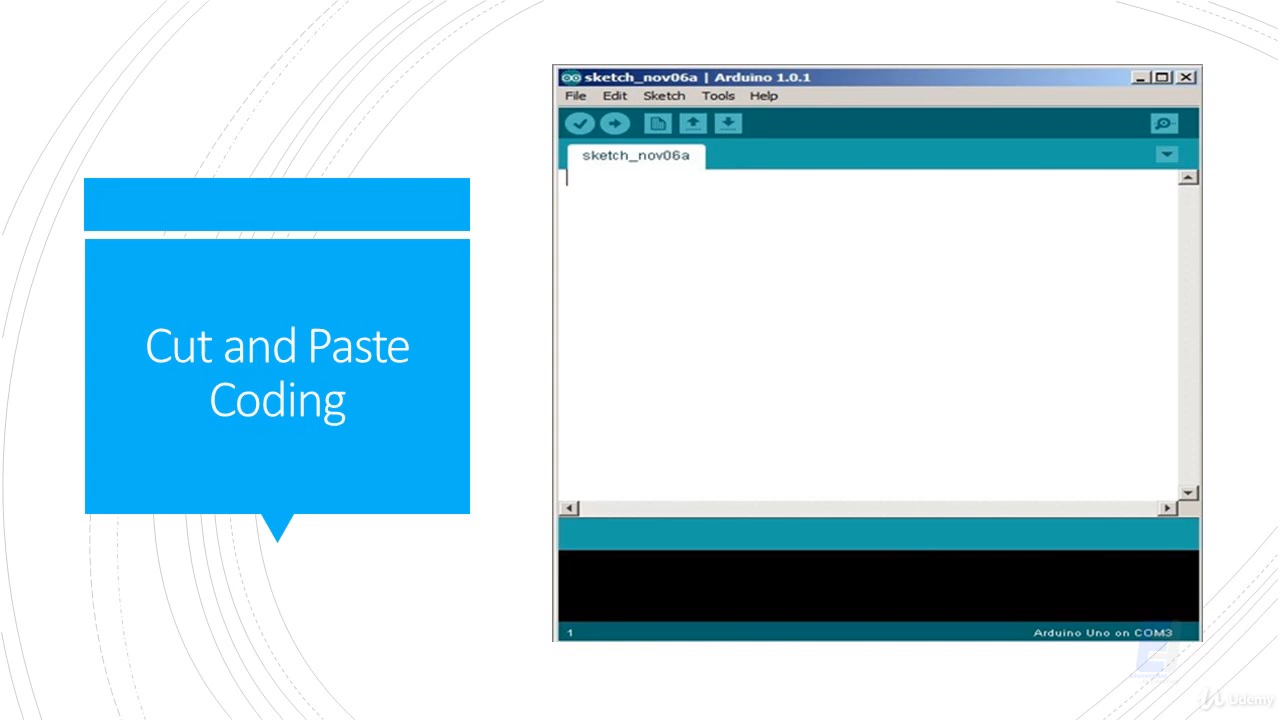 Cut and Paste
Coding
sketch_nov06a | Arduino 1.0.1
File Edit Sketch Tools Help
sketch_nov06a
1
Arduino Uno on COM3
Udemy